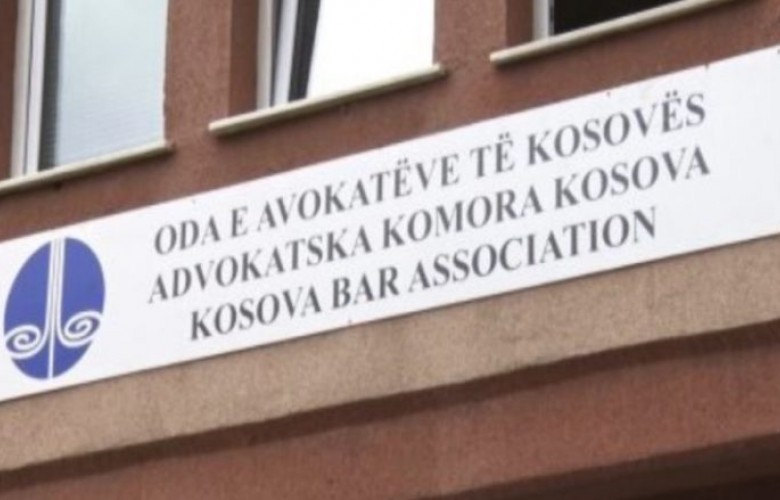 ODA E AVOKATËVE TË KOSOVËS
ADVOKATSKA KOMORA KOSOVA
KOSOVA BAR ASSOCIATION